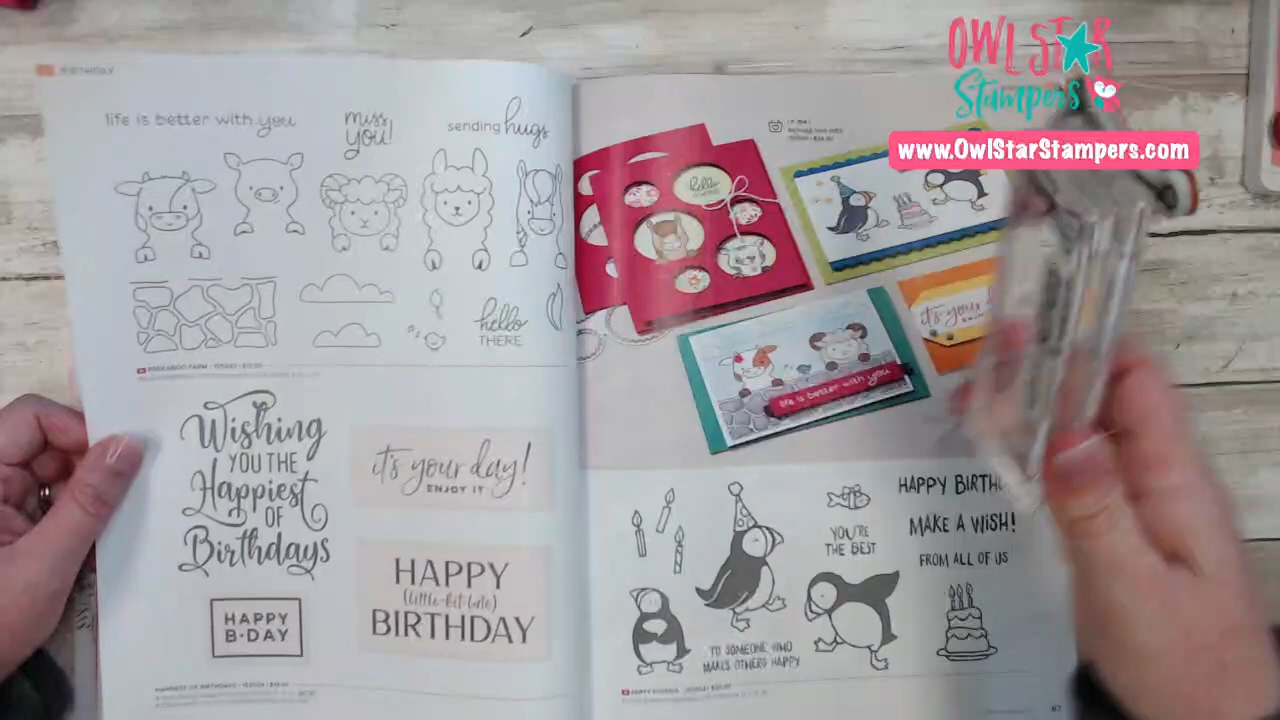 OWL STAR
Stampers
www.OwlStarStampers.com
BIRTHDAY
life is better with you
miss
you!
sending hugs
hello
THERE
Wishing
YOU THE
Happiest
OF
Birthdays
it's your day!
ENJOY IT
HAPPY
(little-bit-late)
BIRTHDAY
HAPPY
B-DAY
hello
life is better with you
it's your
YOU'RE
THE BEST
HAPPY
MAKE A WISH!
FROM ALL OF US
TO SOMEONE WHO
MAKES OTHERS HAPPY